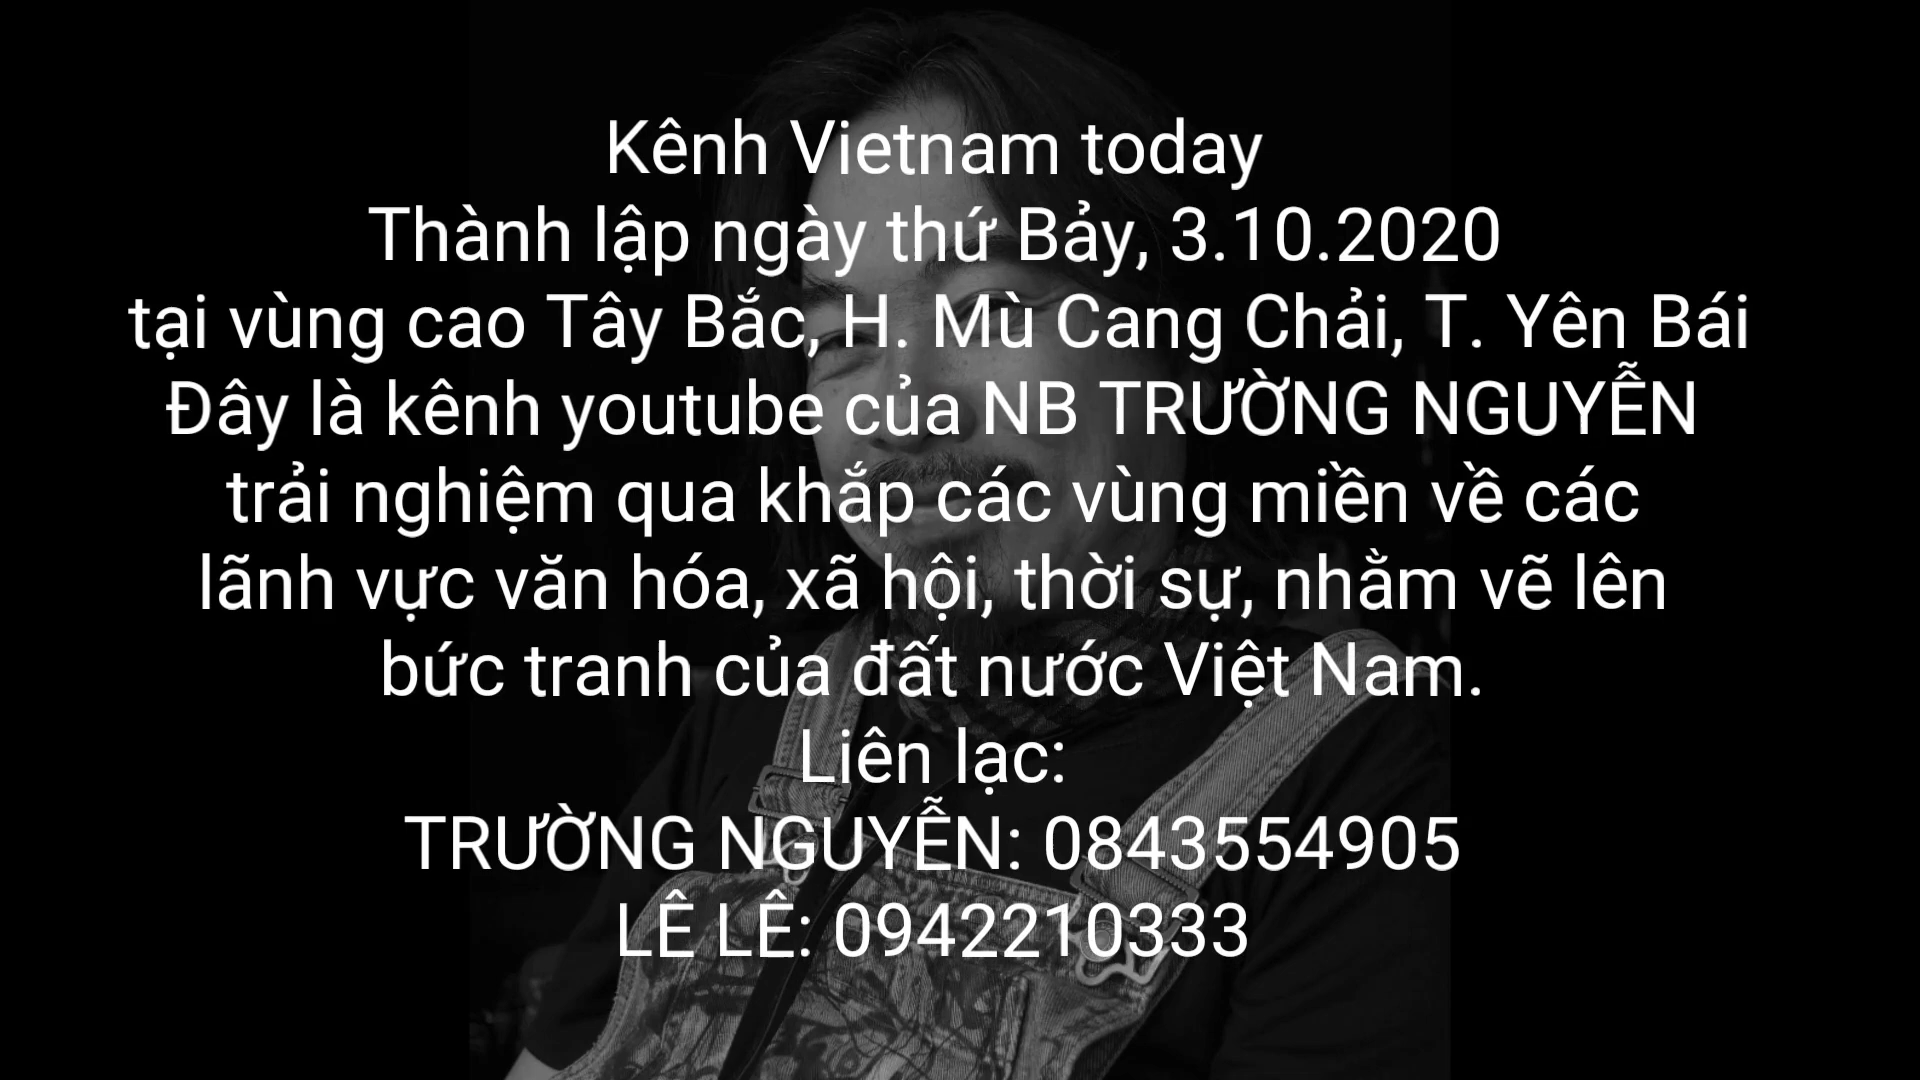 Kênh Vietnam today
Thành lập ngày thứ Bảy, 3.10.2020
tại vùng cao Tây Bắc, H. Mù Cang Chải, T. Yên Bái
Đây là kênh youtube của NB TRƯỜNG NGUYỄN
trải nghiệm qua khắp các vùng miền về các
lãnh vực văn hóa, xã hội, thời sự, nhằm vẽ lên
bức tranh của đất nước Việt Nam.
Liên lạc:
TRƯỜNG NGUYỄN: 0843554905
LÊ LÊ: 0942210333